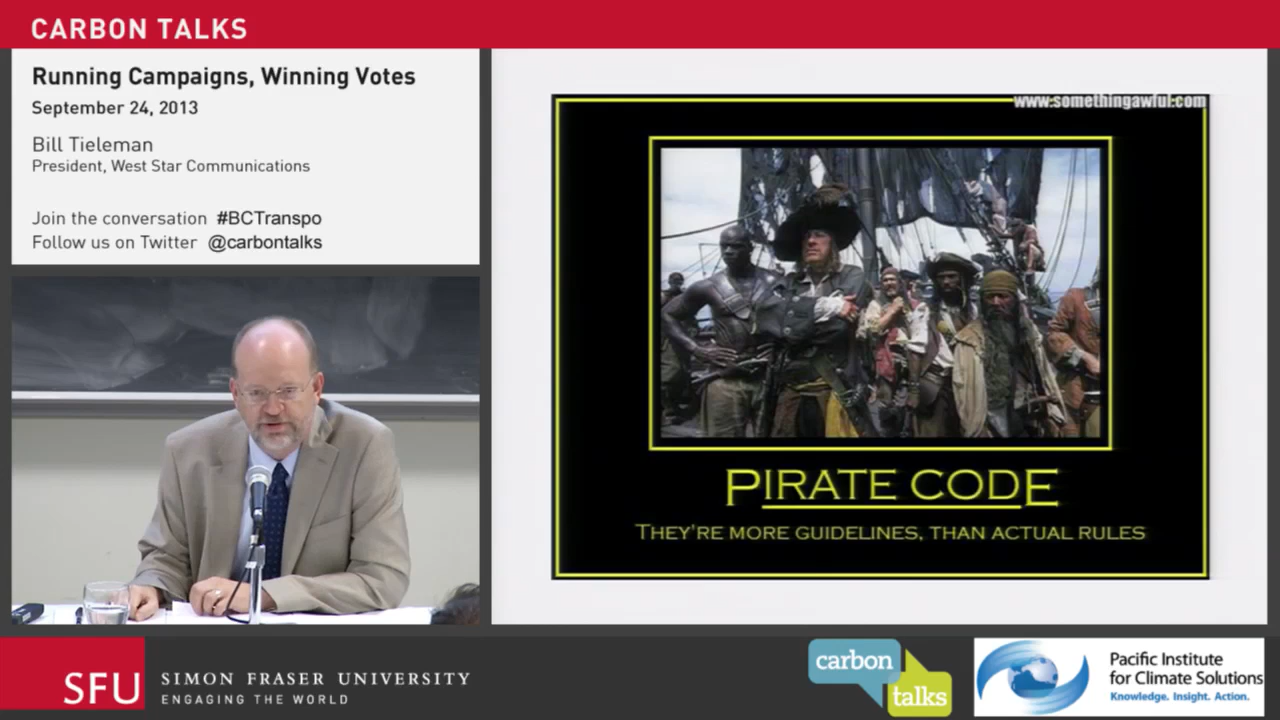 CARBON TALKS
Running Campaigns, Winning Votes
September 24, 2013
Bill Tieleman
President, West Star Communications
Join the conversation #BCTranspo
Follow us on Twitter @carbontalks
www.somethingawful.com
PIRATE CODE
THEY'RE MORE GUIDELINES, THAN ACTUAL RULES
SFU SIMON FRASER UNIVERSITY
ENGAGING THE WORLD
carbon
talks
Pacific Institute
for Climate Solutions
Knowledge. Insight. Action.